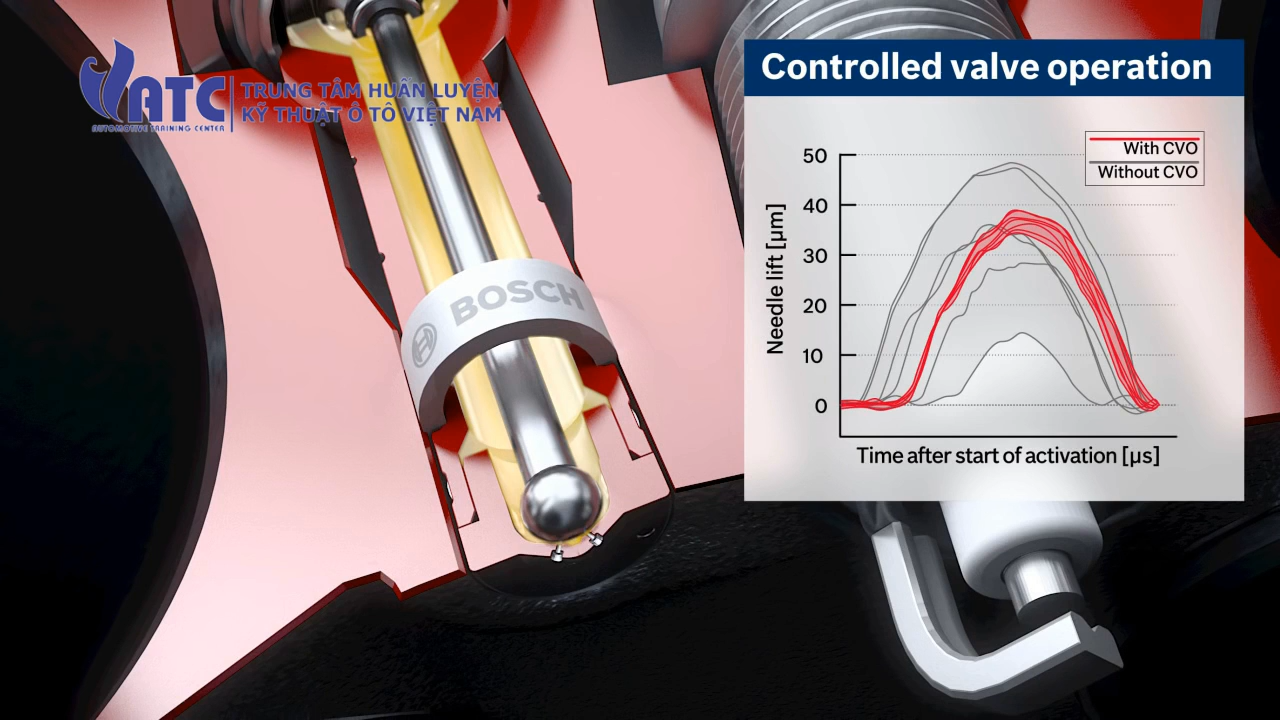 VATC
AUTOMOTIVE TRAINING CENTER
TRUNG TÂM HUẤN LUYỆN
KỸ THUẬT Ô TÔ VIỆT NAM
BOSCH
Controlled valve operation
With CVO
Without CVO
50
40
30
20
10
0
Needle lift [µm]
Time after start of activation [µs]